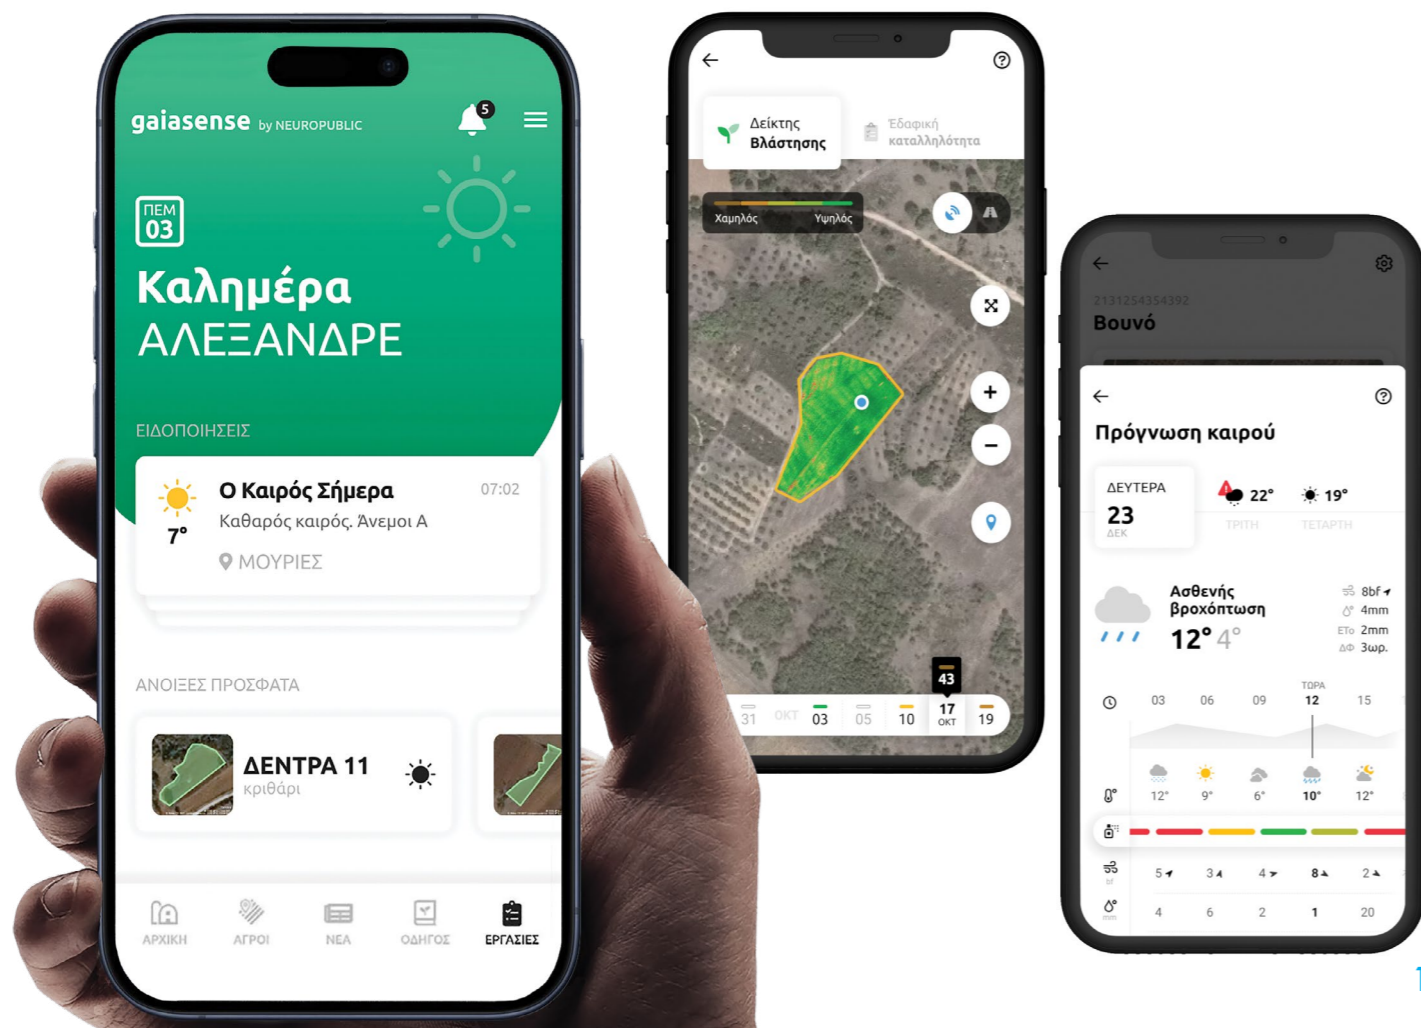 gaiasense by NEUROPUBLIC
5
ΠΕΜ
03
Καλημέρα
ΑΛΕΞΑΝΔΡΕ
ΕΙΔΟΠΟΙΗΣΕΙΣ
Ο Καιρός Σήμερα 07:02
Καθαρός καιρός. Άνεμοι Α
7°
ΜΟΥΡΙΕΣ
ΑΝΟΙΞΕΣ ΠΡΟΣΦΑΤΑ
ΔΕΝΤΡΑ 11
κριθάρι
ΑΡΧΙΚΗ ΑΓΡΟΙ ΝΕΑ ΟΔΗΓΟΣ ΕΡΓΑΣΙΕΣ
Δείκτης
Βλάστησης
Έδαφική
καταλληλότητα
Χαμηλός Υψηλός
43
31 ΟΚΤ 03 05 10 17 19
ΟΚΤ
2131254354392
Βουνό
Πρόγνωση καιρού
ΔΕΥΤΕΡΑ
23
ΔΕΚ
22°
ΤΡΙΤΗ
19°
ΤΕΤΑΡΤΗ
Ασθενής
βροχόπτωση
12° 4°
8bf
4mm
ETo 2mm
ΔΦ 3ωρ.
ΤΩΡΑ
03 06 09 12 15
12° 9° 6° 10° 12°
5 3 4 8 2
bf
4 6 2 1 20
mm
1